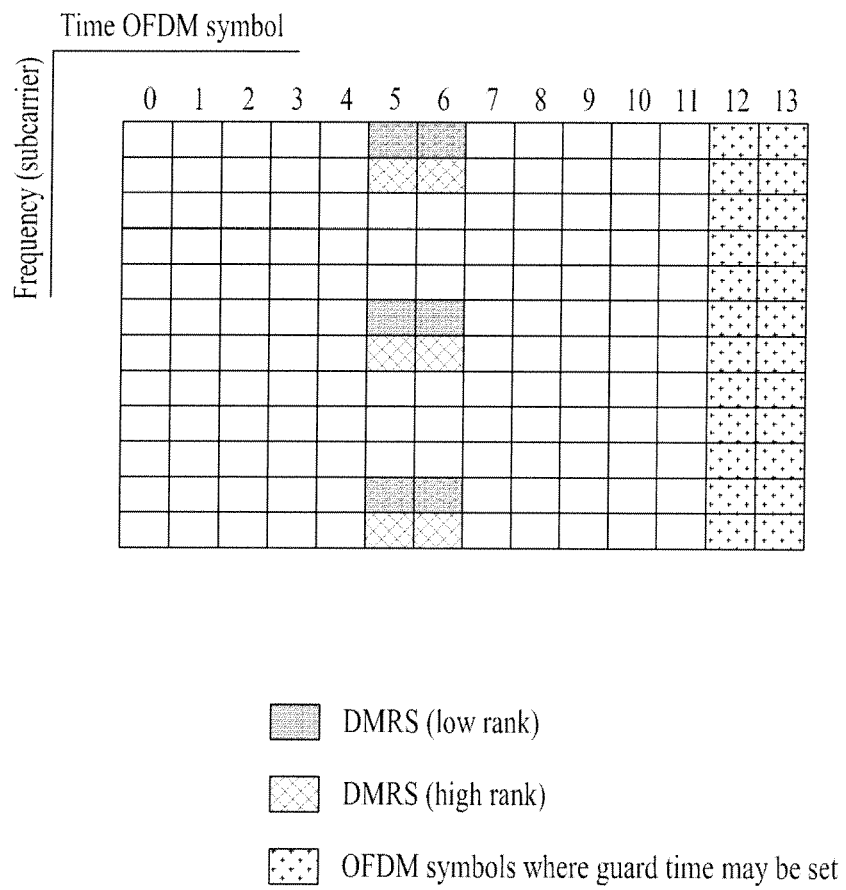 Time OFDM symbol
Frequency (subcarrier)
0 1 2 3 4 5 6 7 8 9 10 11 12 13
DMRS (low rank)
DMRS (high rank)
OFDM symbols where guard time may be set